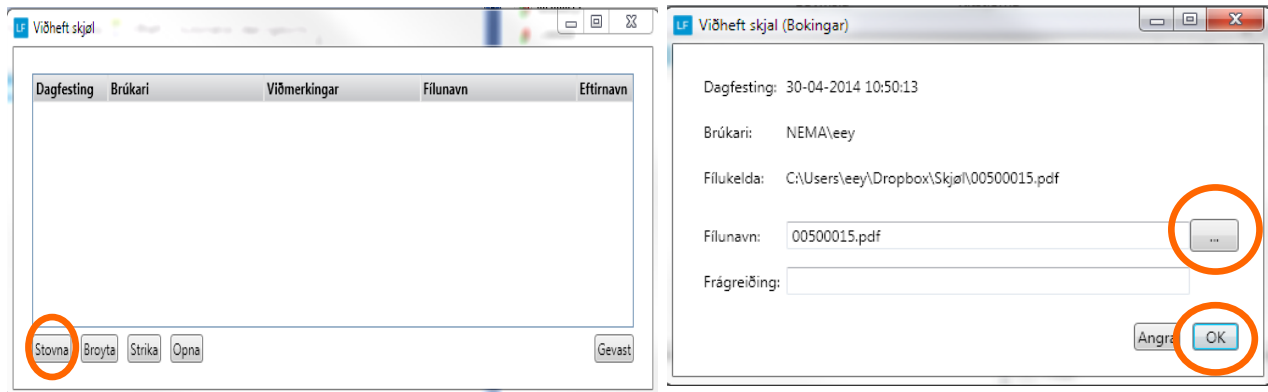 LF Viðheft skjøl
Dagfesting Brúkari Viðmerkingar Fílunavn Eftirnavn
Stovna Broyta Strika Opna Gevast
LF Viðheft skjal (Bokingar)
Dagfesting: 30-04-2014 10:50:13
Brúkari: NEMA\eey
Fílukelda: C:\Users\eey\Dropbox\Skjøl\00500015.pdf
Fílunavn: 00500015.pdf ...
Frágreiðing:
Angra OK